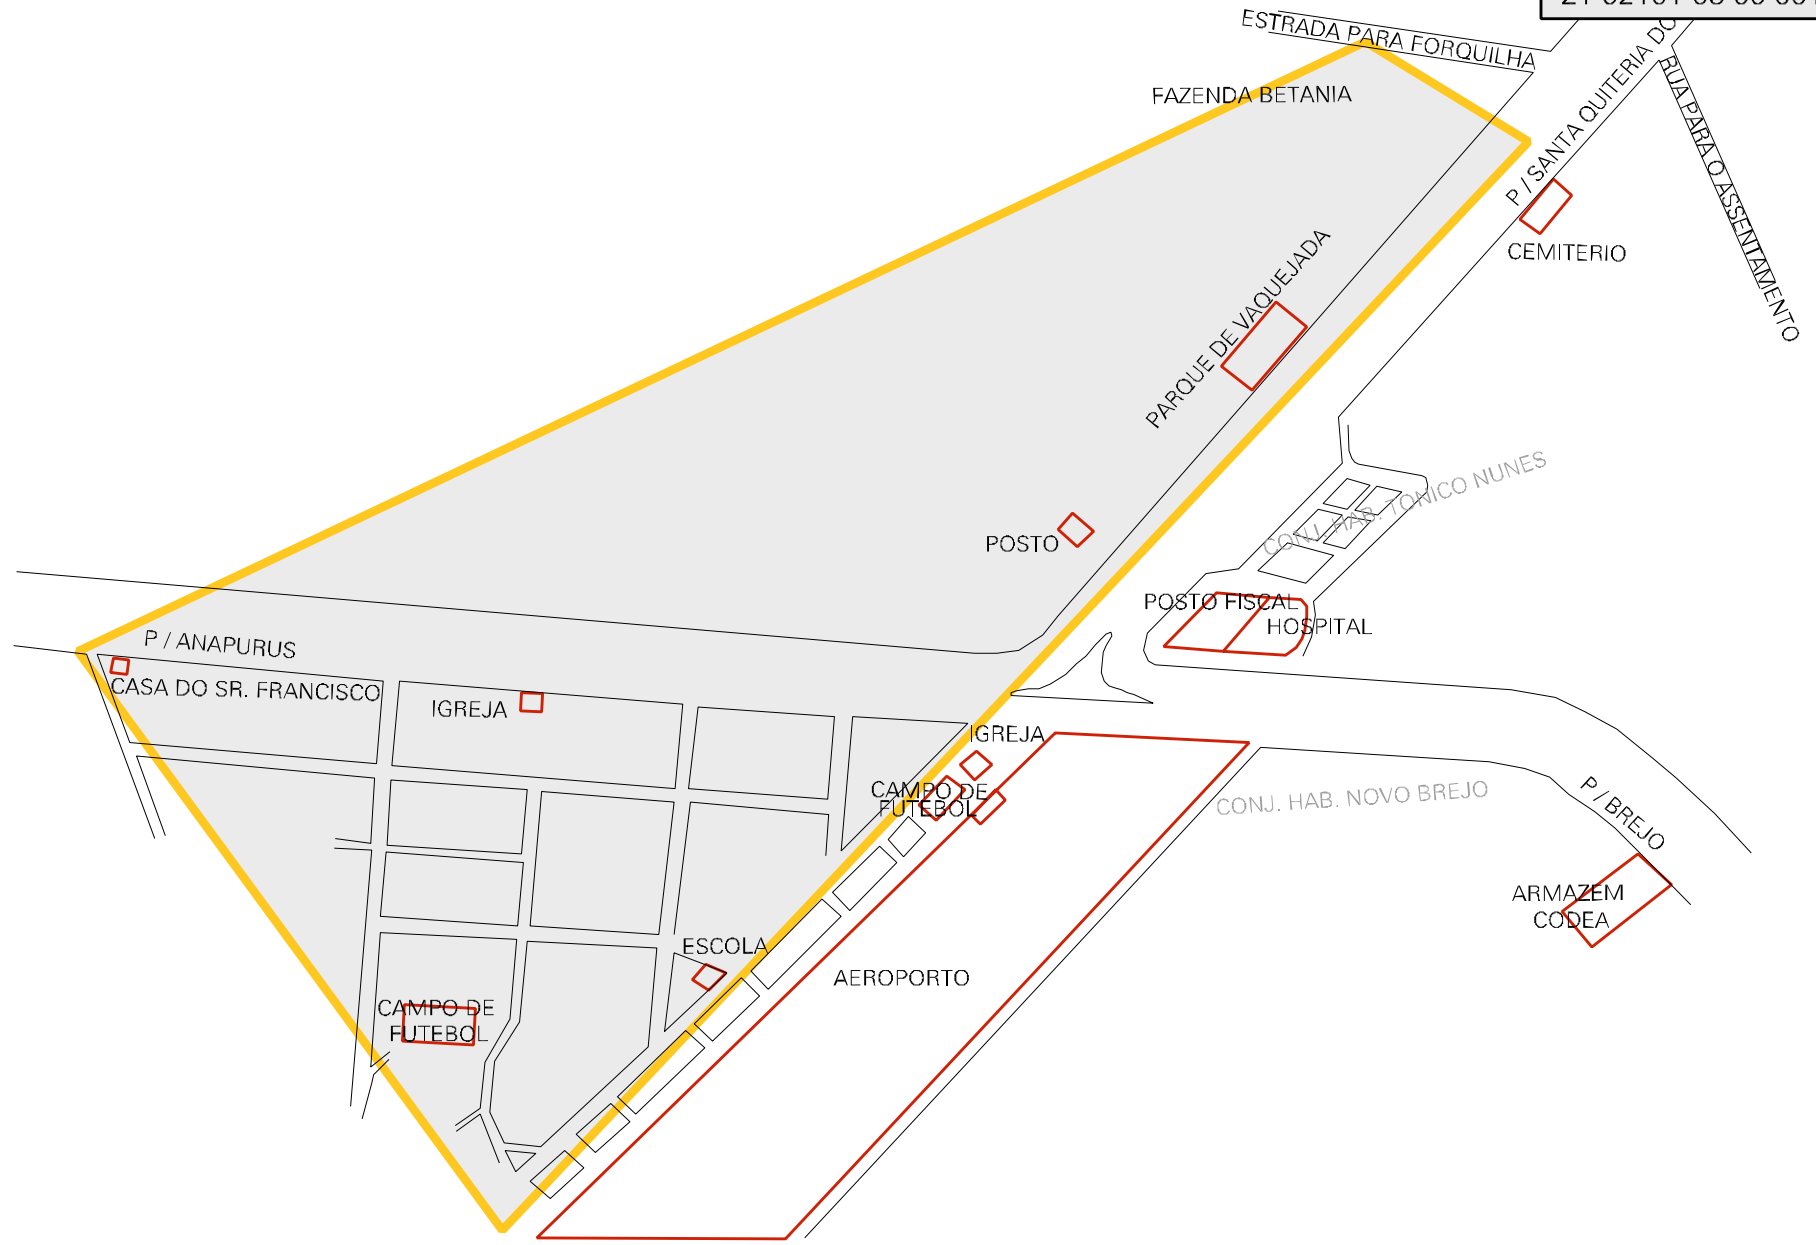 ESTRADA PARA FORQUILHA
FAZENDA BETANIA
P / SANTA QUITERIA DO
RUA PARA O ASSENTAMENTO
CEMITERIO
PARQUE DE VAQUEJADA
CONJ. HAB. TONICO NUNES
POSTO
POSTO FISCAL
HOSPITAL
P / ANAPURUS
CASA DO SR. FRANCISCO
IGREJA
IGREJA
CAMPO DE
FUTEBOL
CONJ. HAB. NOVO BREJO
P / BREJO
ARMAZEM
CODEA
ESCOLA
AEROPORTO
CAMPO DE
FUTEBOL